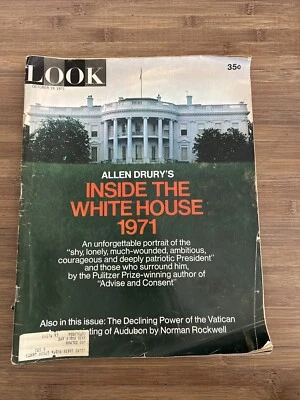 LOOK
OCTOBER 19 1971
35¢
ALLEN DRURY'S
INSIDE THE
WHITE HOUSE
1971
An unforgettable portrait of the
"shy, lonely, much-wounded, ambitious,
courageous and deeply patriotic President"
and those who surround him,
by the Pulitzer Prize-winning author of
"Advise and Consent"
Also in this issue: The Declining Power of the Vatican
ting of Audubon by Norman Rockwell